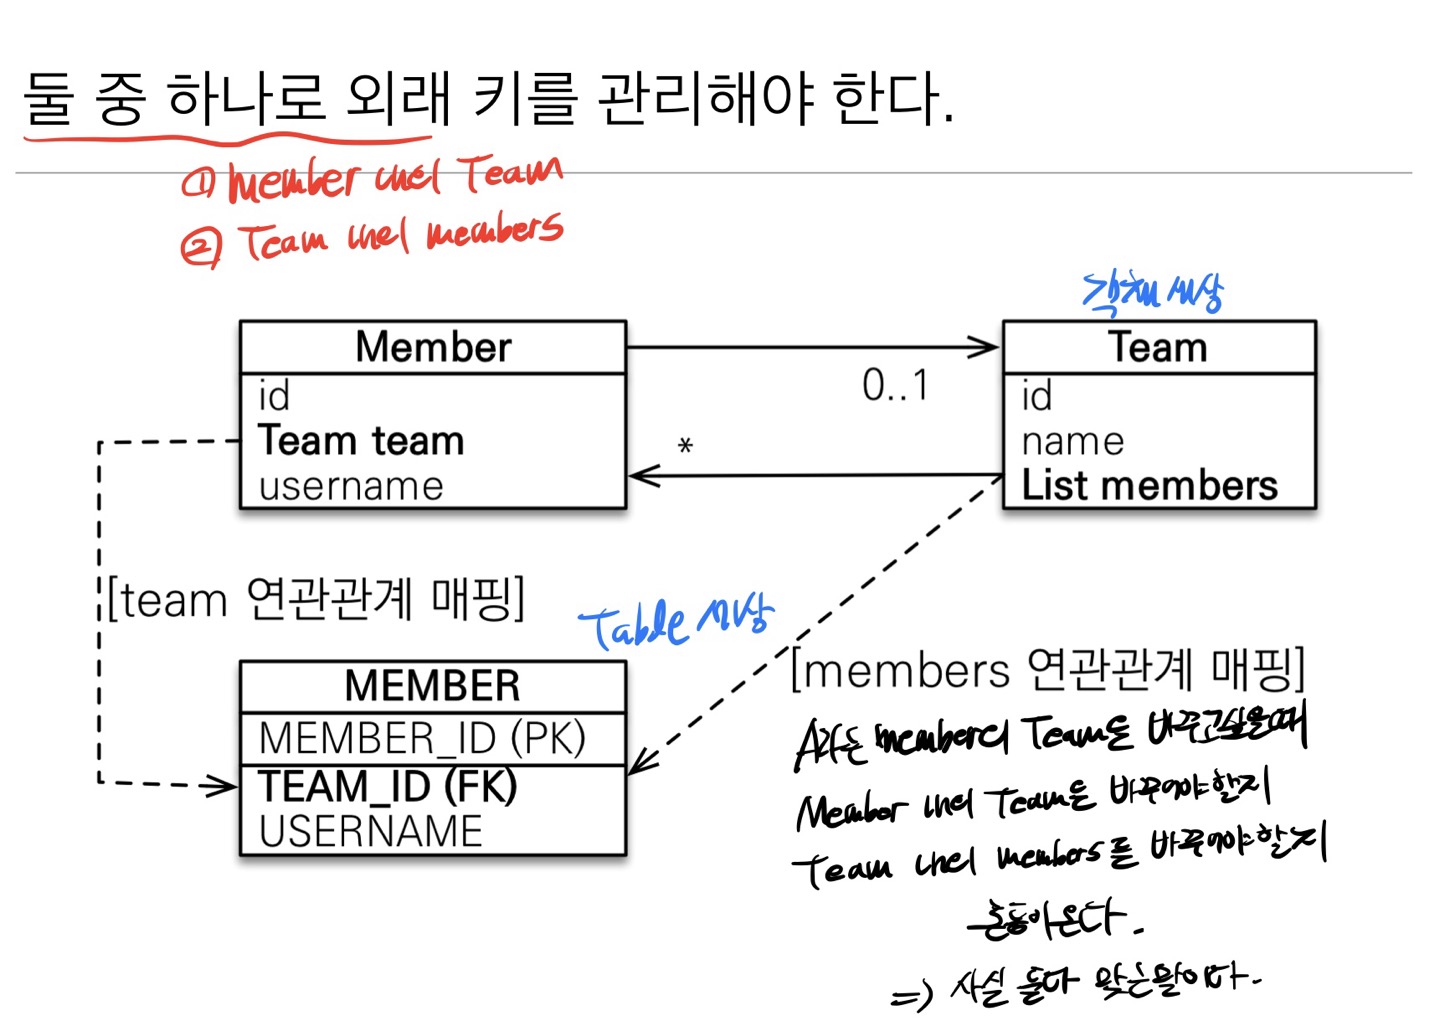 둘 중 하나로 외래 키를 관리해야 한다.
① Member 내의 Team
② Team 내의 members
객체 세상
Member
id
Team team
username
0..1
*
Team
id
name
List members
[team 연관관계 매핑]
Table 세상
[members 연관관계 매핑]
MEMBER
MEMBER_ID (PK)
TEAM_ID (FK)
USERNAME
A라는 member의 Team을 바꾸고싶을때
Member 내의 Team을 바꾸어야할지
Team 내의 members를 바꾸어야할지
혼동이온다.
=> 사실 둘다 맞는말이다.